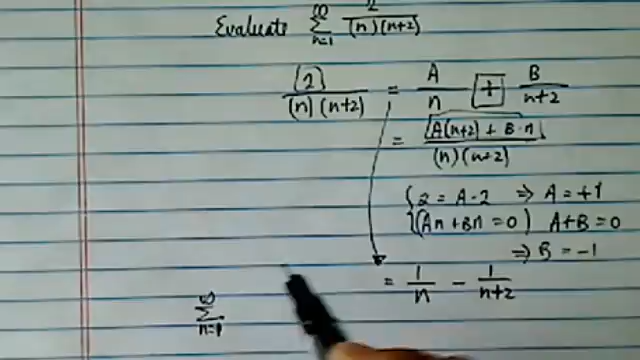 Evaluate ∞ Σ n=1 2/(n)(n+2)
(2)/(n)(n+2) = A/n + B/n+2
= A(n+2) + B·n/(n)(n+2)
{2 = A·2 ⇒ A = +1
(An + Bn = 0) A+B = 0
⇒ B = -1
= 1/n - 1/n+2
∞ Σ n=1